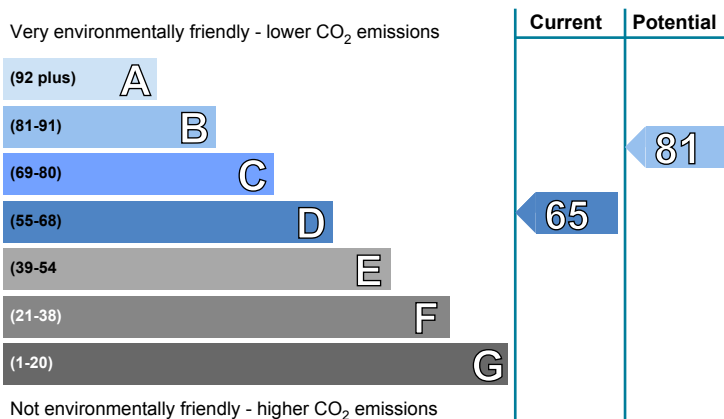 Current Potential
Very environmentally friendly - lower CO2 emissions
(92 plus) A
(81-91) B
81
(69-80) C
(55-68) D
65
(39-54 E
(21-38) F
(1-20) G
Not environmentally friendly - higher CO2 emissions